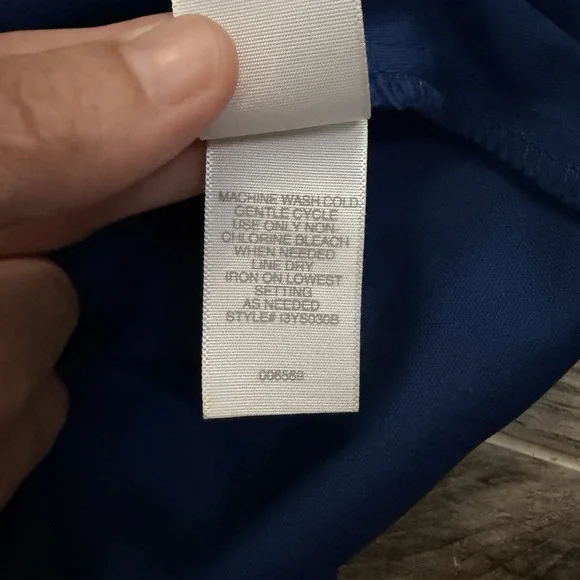 MACHINE WASH COLD
GENTLE CYCLE
USE ONLY NON
CHLORINE BLEACH
WHEN NEEDED
LINE DRY
IRON ON LOWEST
SETTING
AS NEEDED
STYLE# I3YS030B
006569